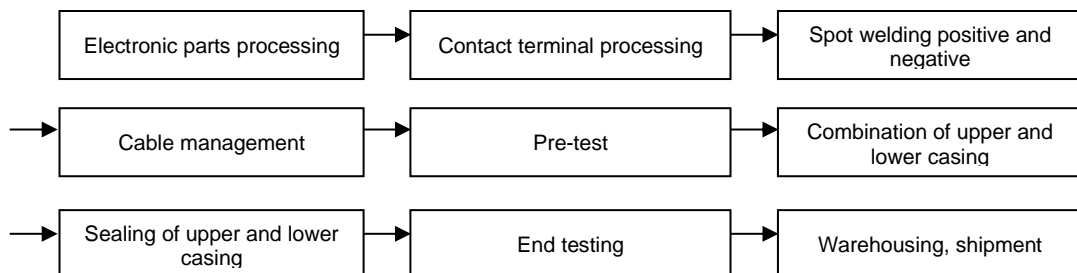 Electronic parts processing
Contact terminal processing
Spot welding positive and
negative
Cable management
Pre-test
Combination of upper and
lower casing
Sealing of upper and lower
casing
End testing
Warehousing, shipment